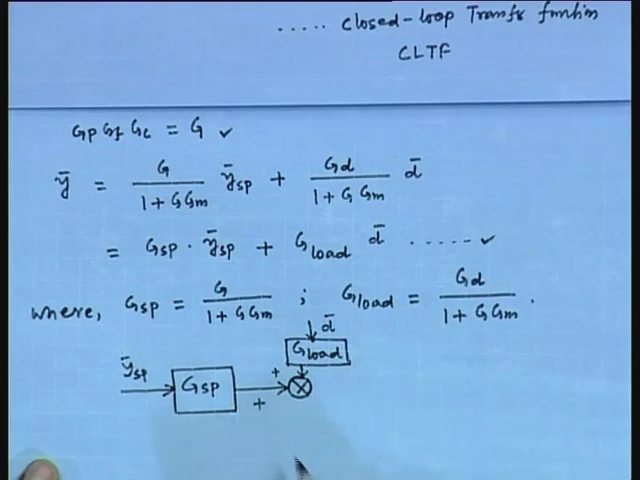 ..... Closed-loop Transfr function
CLTF
GP Gf Gc = G ✓
ȳ = G / (1 + G Gm) ȳsp + Gd / (1 + G Gm) d̄
= Gsp · ȳsp + Gload d̄ ...... ✓
where, Gsp = G / (1 + G Gm) ; Gload = Gd / (1 + G Gm) .
d̄
Gload
ȳsp
Gsp
+
+